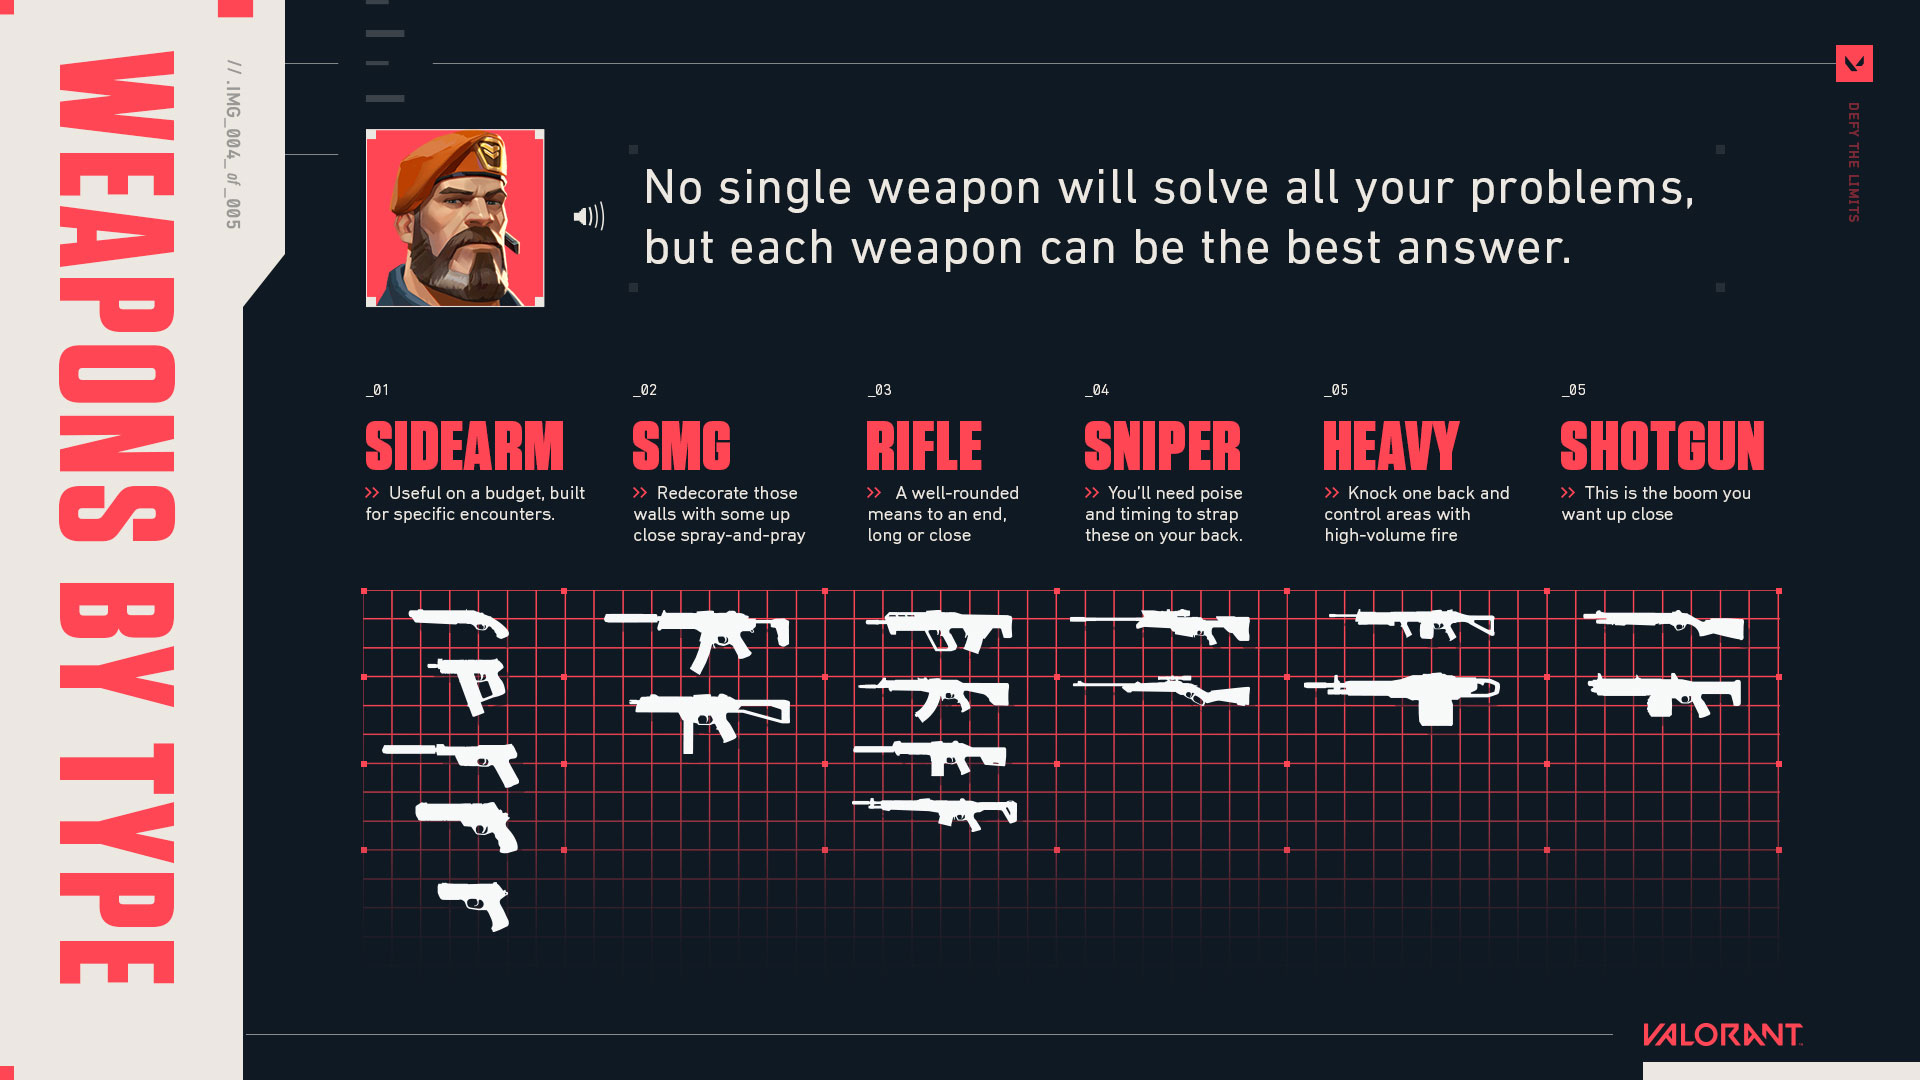 WEAPONS BY TYPE
// .IMG_004_ of _005
DEFY THE LIMITS
No single weapon will solve all your problems,
but each weapon can be the best answer.
_01
SIDEARM
>> Useful on a budget, built
for specific encounters.
_02
SMG
>> Redecorate those
walls with some up
close spray-and-pray
_03
RIFLE
>> A well-rounded
means to an end,
long or close
_04
SNIPER
>> You’ll need poise
and timing to strap
these on your back.
_05
HEAVY
>> Knock one back and
control areas with
high-volume fire
_05
SHOTGUN
>> This is the boom you
want up close
VALORANT